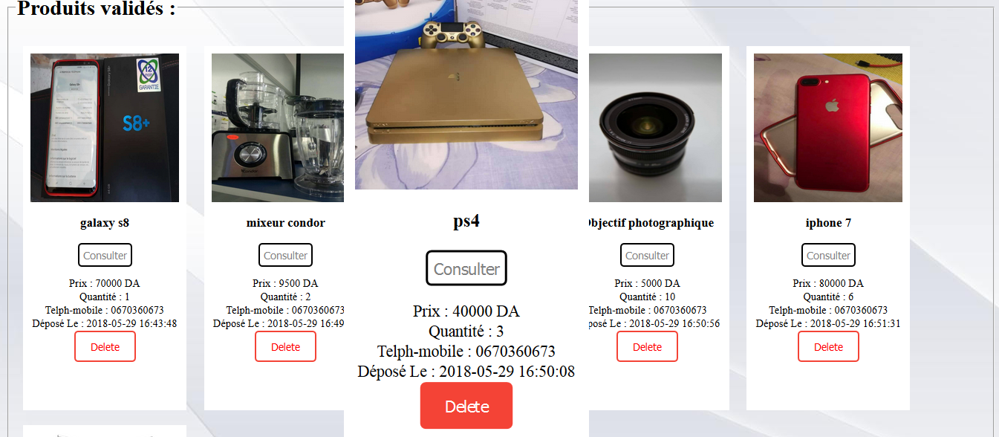 Produits validés :
12
MOIS
GARANTIE
S8+
galaxy s8
Consulter
Prix : 70000 DA
Quantité : 1
Telph-mobile : 0670360673
Déposé Le : 2018-05-29 16:43:48
Delete
Condor
mixeur condor
Consulter
Prix : 9500 DA
Quantité : 2
Telph-mobile : 0670360673
Déposé Le : 2018-05-29 16:49
Delete
ps4
Consulter
Prix : 40000 DA
Quantité : 3
Telph-mobile : 0670360673
Déposé Le : 2018-05-29 16:50:08
Delete
bjectif photographique
Consulter
Prix : 5000 DA
Quantité : 10
Telph-mobile : 0670360673
posé Le : 2018-05-29 16:50:56
Delete
iphone 7
Consulter
Prix : 80000 DA
Quantité : 6
Telph-mobile : 0670360673
Déposé Le : 2018-05-29 16:51:31
Delete